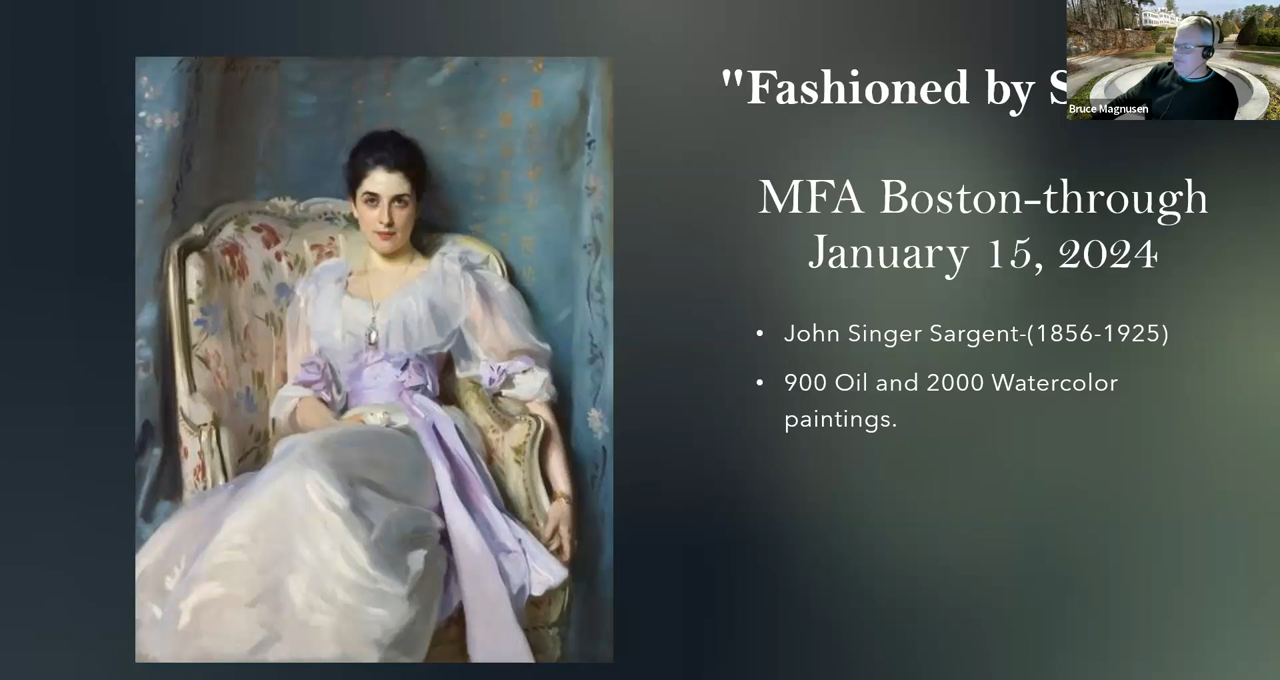 "Fashioned by S
Bruce Magnusen
MFA Boston-through
January 15, 2024
• John Singer Sargent-(1856-1925)
• 900 Oil and 2000 Watercolor
paintings.